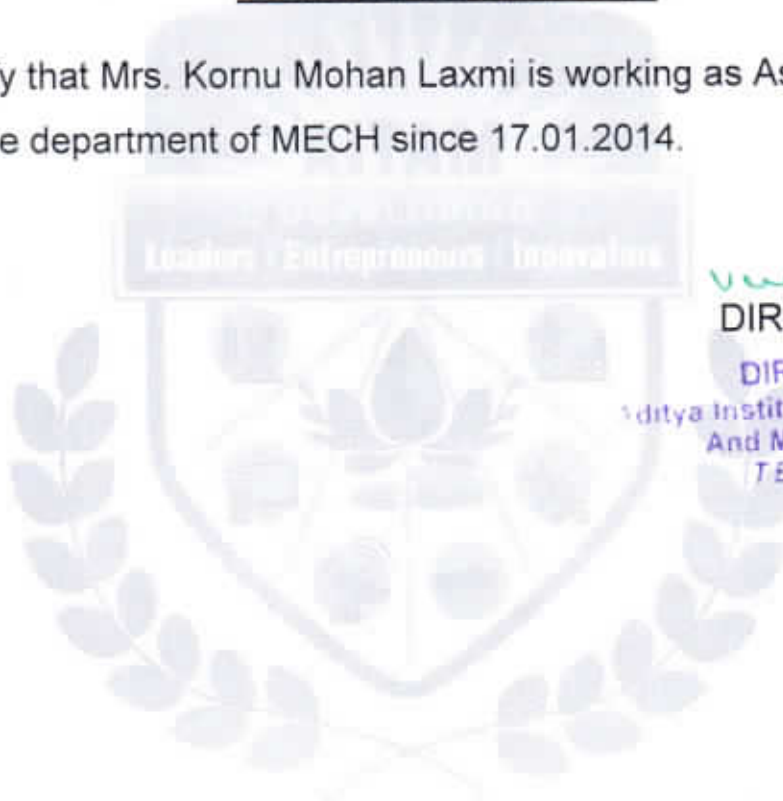 y that Mrs. Kornu Mohan Laxmi is working as As
e department of MECH since 17.01.2014.
Leaders Entrepreneurs Innovators
DIR
DIR
ditya Instit
And M
TE